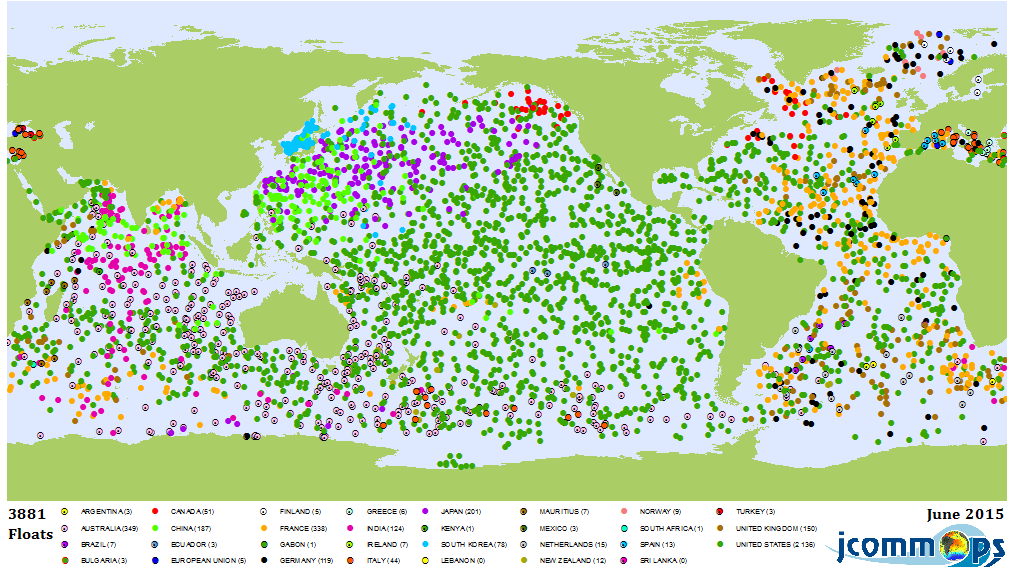 3881
Floats
ARGENTINA (3) CANADA (51) FINLAND (5) GREECE (6) JAPAN (201) MAURITIUS (7) NORWAY (9) TURKEY (3)
June 2015
AUSTRALIA (349) CHINA (187) FRANCE (338) INDIA (124) KENYA (1) MEXICO (3) SOUTH AFRICA (1) UNITED KINGDOM (150)
BRAZIL (7) ECUADOR (3) GABON (1) IRELAND (7) SOUTH KOREA (78) NETHERLANDS (15) SPAIN (13) UNITED STATES (2 136)
BULGARIA (3) EUROPEAN UNION (5) GERMANY (119) ITALY (44) LEBANON (0) NEW ZEALAND (12) SRI LANKA (0)
jcommops